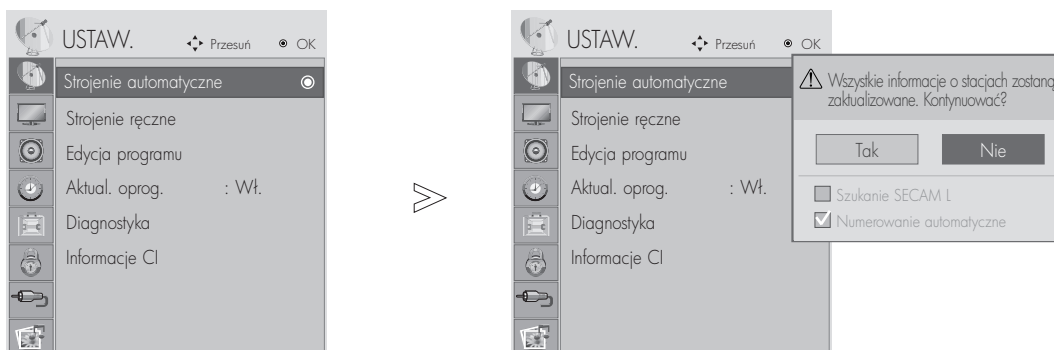 USTAW. Przesuń OK
Strojenie automatyczne
Strojenie ręczne
Edycja programu
Aktual. oprog. : Wł.
Diagnostyka
Informacje CI
>
USTAW. Przesuń OK
Strojenie automatyczne
Strojenie ręczne
Edycja programu
Aktual. oprog. : Wł.
Diagnostyka
Informacje CI
Wszystkie informacje o stacjach zostaną
zaktualizowane. Kontynuować?
Tak Nie
Szukanie SECAM L
Numerowanie automatyczne